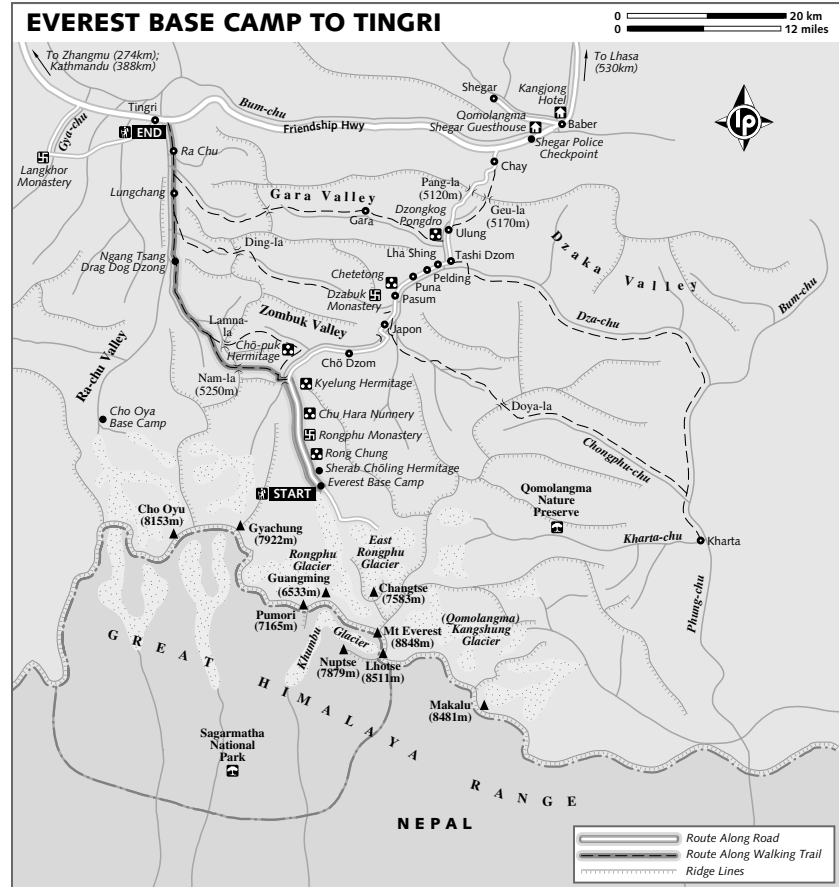 EVEREST BASE CAMP TO TINGRI
0 20 km
0 12 miles
To Zhangmu (274km);
Kathmandu (388km)
To Lhasa
(530km)
Shegar
Kangjong
Hotel
Qomolangma
Shegar Guesthouse
Baber
Shegar Police
Checkpoint
Tingri
Bum-chu
Friendship Hwy
Gya-chu
END
Ra Chu
Langkhor
Monastery
Chay
Pang-la
(5120m)
Geu-la
(5170m)
Lungchang
Gara Valley
Gara
Dzongkog
Pongdro
Ulung
Dzaka Valley
Ding-la
Lha Shing
Tashi Dzom
Ngang Tsang
Drag Dog Dzong
Chetetong
Pelding
Puna
Dzabuk
Monastery
Pasum
Bum-chu
Zombuk Valley
Lamna-
la
Japon
Dza-chu
Chö-puk
Hermitage
Chö Dzom
Ra-chu Valley
Nam-la
(5250m)
Kyelung Hermitage
Doya-la
Cho Oya
Base Camp
Chu Hara Nunnery
Rongphu Monastery
Chongphu-chu
Rong Chung
Sherab Chöling Hermitage
START
Everest Base Camp
Qomolangma
Nature
Preserve
Cho Oyu
(8153m)
Gyachung
(7922m)
East
Rongphu
Glacier
Rongphu
Glacier
Kharta-chu
Kharta
Guangming
(6533m)
Changtse
(7583m)
Phung-chu
Pumori
(7165m)
(Qomolangma)
Kangshung
Glacier
Mt Everest
(8848m)
Khumbu
Glacier
Nuptse
(7879m)
Lhotse
(8511m)
Makalu
(8481m)
GREAT HIMALAYA RANGE
Sagarmatha
National
Park
NEPAL
Route Along Road
Route Along Walking Trail
Ridge Lines
lp